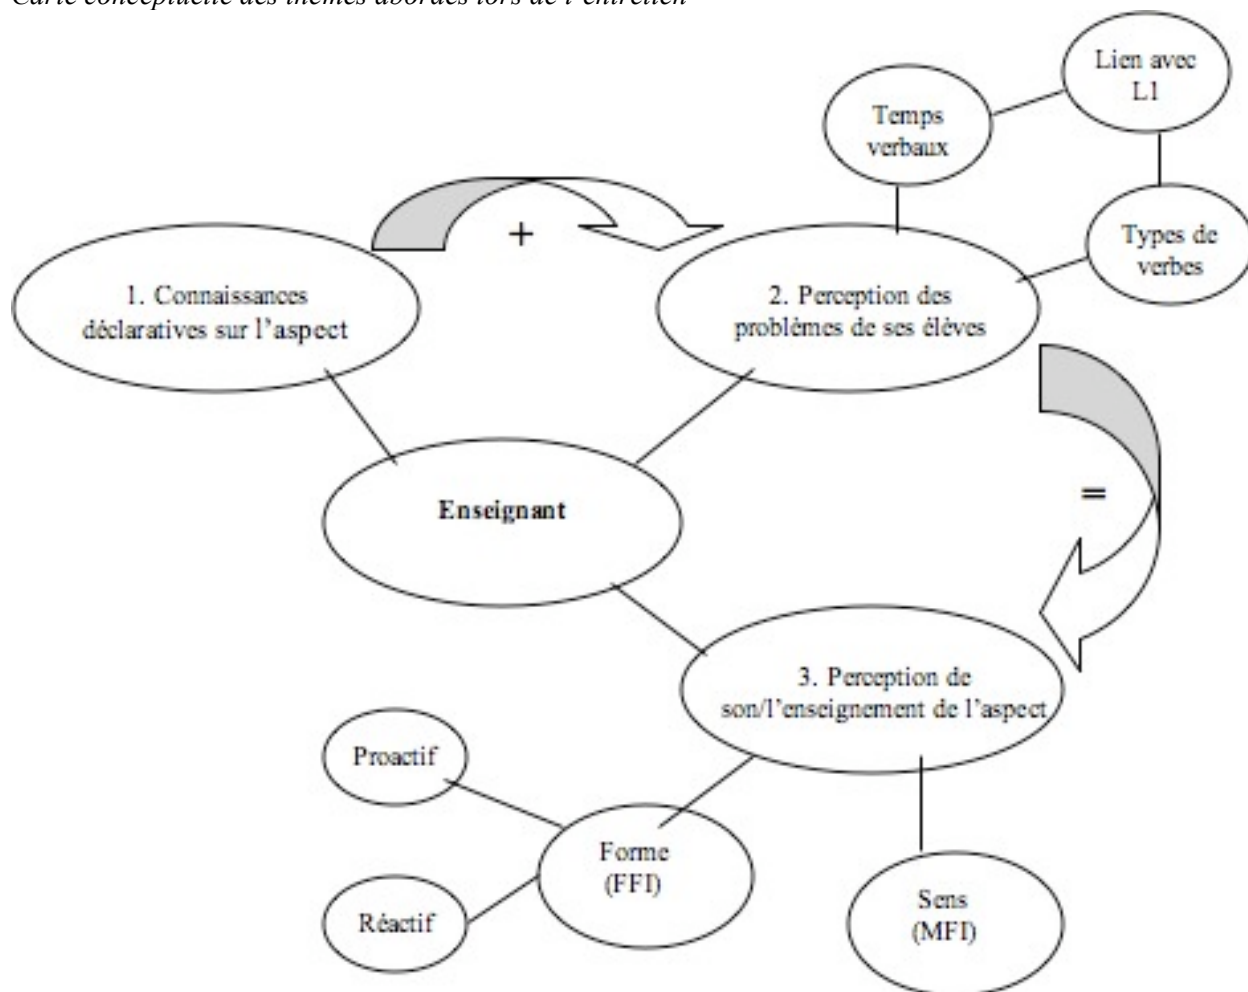 Carte conceptuelle des thèmes abordés lors de l'entretien
Lien avec
L1
Temps
verbaux
Types de
verbes
+
1. Connaissances
déclaratives sur l'aspect
2. Perception des
problèmes de ses élèves
=
Enseignant
3. Perception de
son/l'enseignement de l'aspect
Proactif
Forme
(FFI)
Réactif
Sens
(MFI)